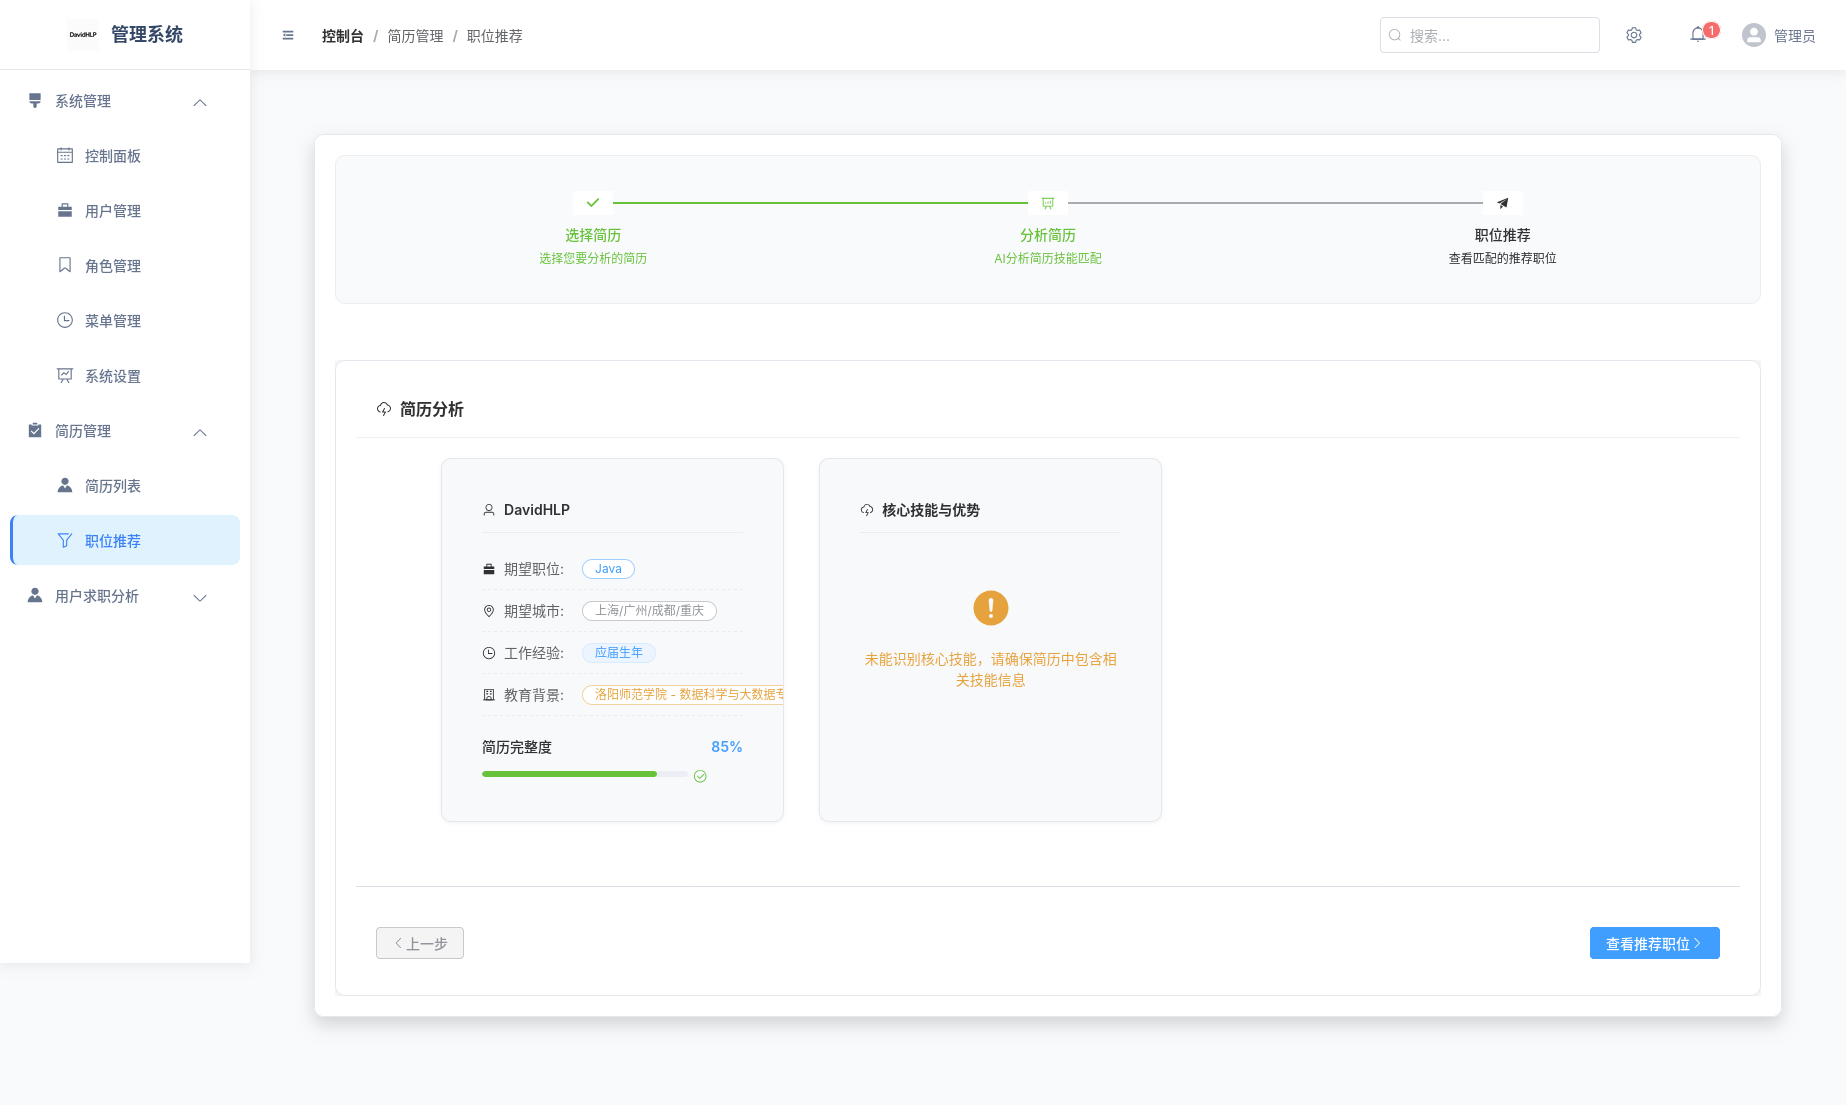 DavidHLP 管理系统
控制台 / 简历管理 / 职位推荐
搜索...
1
管理员
系统管理
控制面板
用户管理
角色管理
菜单管理
系统设置
简历管理
简历列表
职位推荐
用户求职分析
选择简历
选择您要分析的简历
分析简历
AI分析简历技能匹配
职位推荐
查看匹配的推荐职位
简历分析
DavidHLP
期望职位: Java
期望城市: 上海/广州/成都/重庆
工作经验: 应届生年
教育背景: 洛阳师范学院 - 数据科学与大数据专
简历完整度 85%
核心技能与优势
未能识别核心技能，请确保简历中包含相
关技能信息
上一步
查看推荐职位